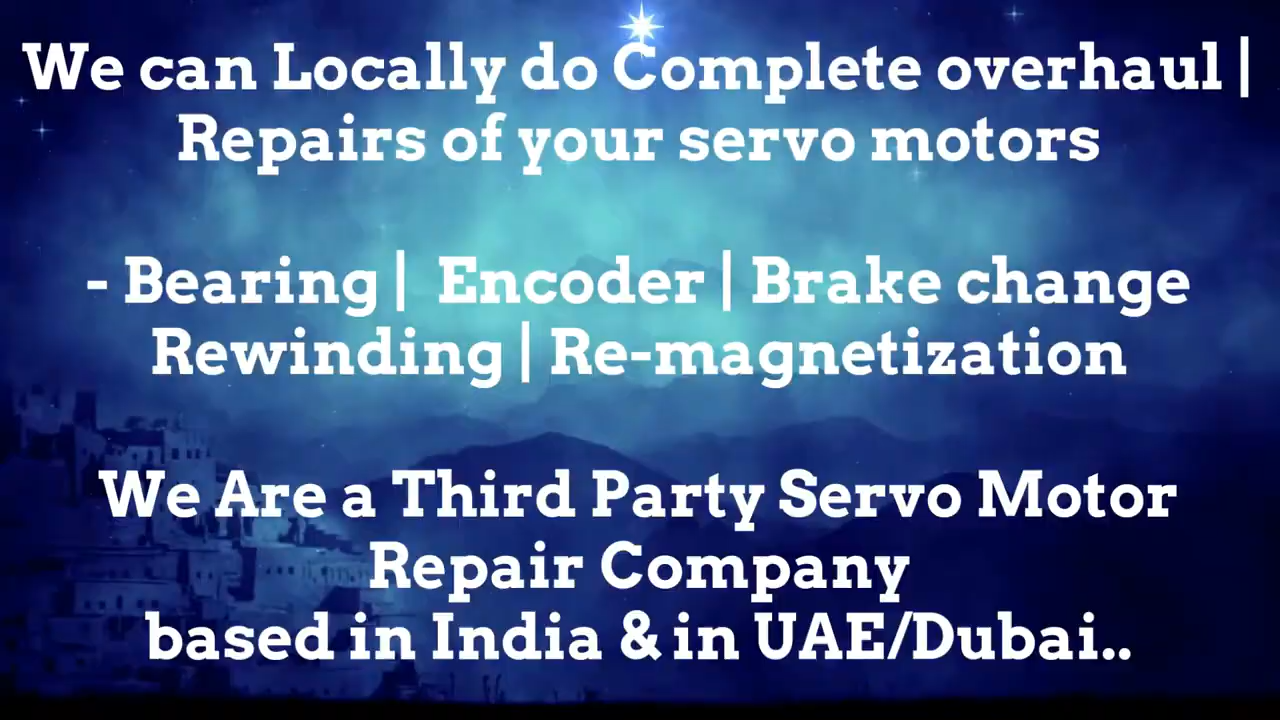 We can Locally do Complete overhaul |
Repairs of your servo motors
- Bearing | Encoder | Brake change
Rewinding | Re-magnetization
We Are a Third Party Servo Motor
Repair Company
based in India & in UAE/Dubai..